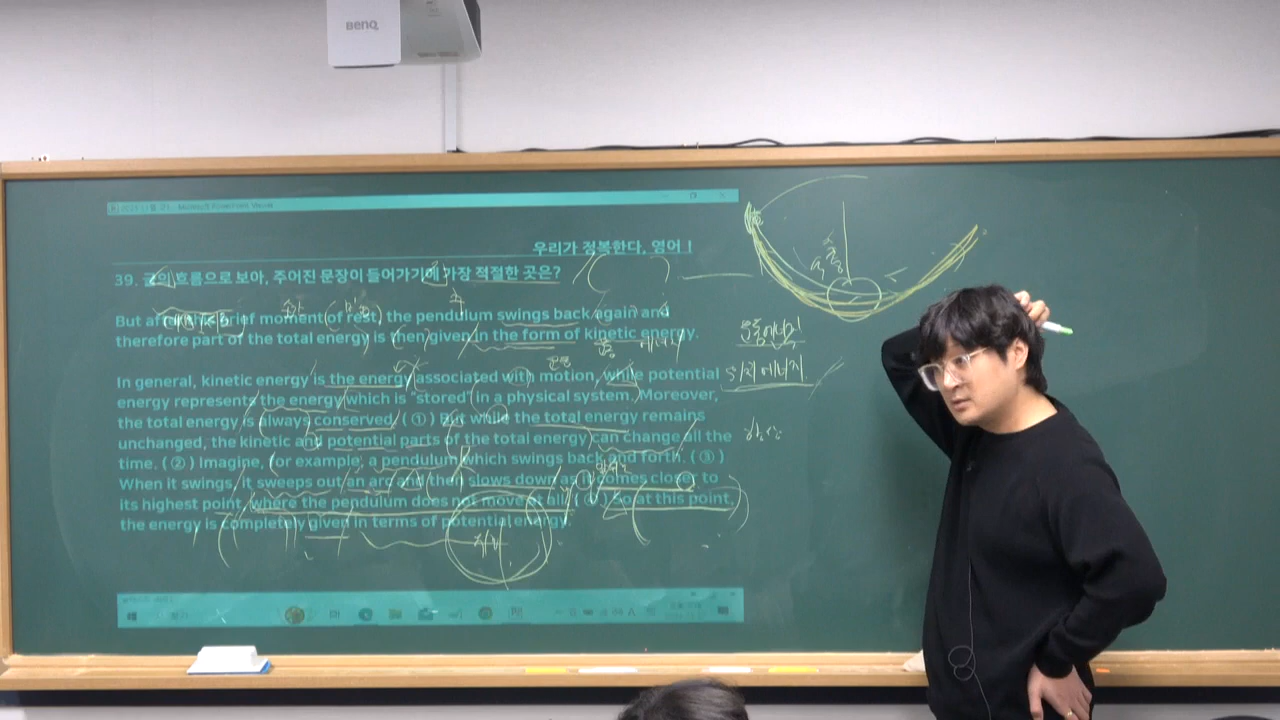 BenQ
Microsoft PowerPoint Viewer
우리가 정복한다, 영어 !
39. 글의 흐름으로 보아, 주어진 문장이 들어가기에 가장 적절한 곳은?
But after brief moment of rest, the pendulum swings back again and
therefore part of the total energy is then given in the form of kinetic energy.
In general, kinetic energy is the energy associated with motion, while potential
energy represents the energy which is "stored" in a physical system. Moreover,
the total energy is always conserved. ( ① ) But while the total energy remains
unchanged, the kinetic and potential parts of the total energy can change all the
time. ( ② ) Imagine, for example, a pendulum which swings back and forth. ( ③ )
When it swings, it sweeps out an arc and then slows down as it comes closer to
its highest point, where the pendulum does not move at all. ( ④ ) So at this point,
the energy is completely given in terms of potential energy.
운동에너지
위치에너지
항상